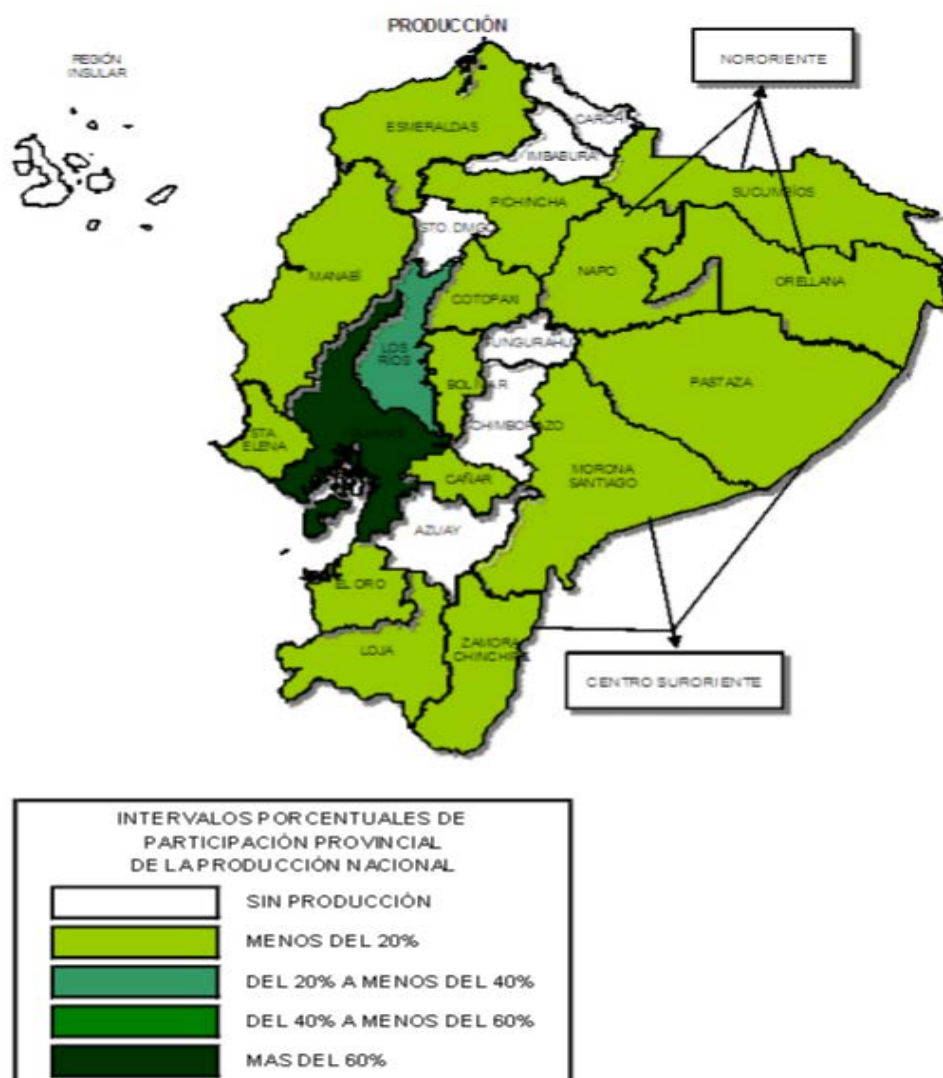 PRODUCCIÓN
REGIÓN
INSULAR
NORORIENTE
ESMERALDAS
CARCHI
IMBABURA
SUCUMBÍOS
PICHINCHA
STO. DMGO
NAPO
ORELLANA
MANABÍ
COTOPAXI
LOS
RÍOS
TUNGURAHUA
PASTAZA
BOLÍVAR
STA
ELENA
CHIMBORAZO
MORONA
SANTIAGO
CAÑAR
AZUAY
EL ORO
LOJA
ZAMORA
CHINCHIPE
CENTRO SURORIENTE
INTERVALOS PORCENTUALES DE
PARTICIPACIÓN PROVINCIAL
DE LA PRODUCCIÓN NACIONAL
SIN PRODUCCIÓN
MENOS DEL 20%
DEL 20% A MENOS DEL 40%
DEL 40% A MENOS DEL 60%
MAS DEL 60%